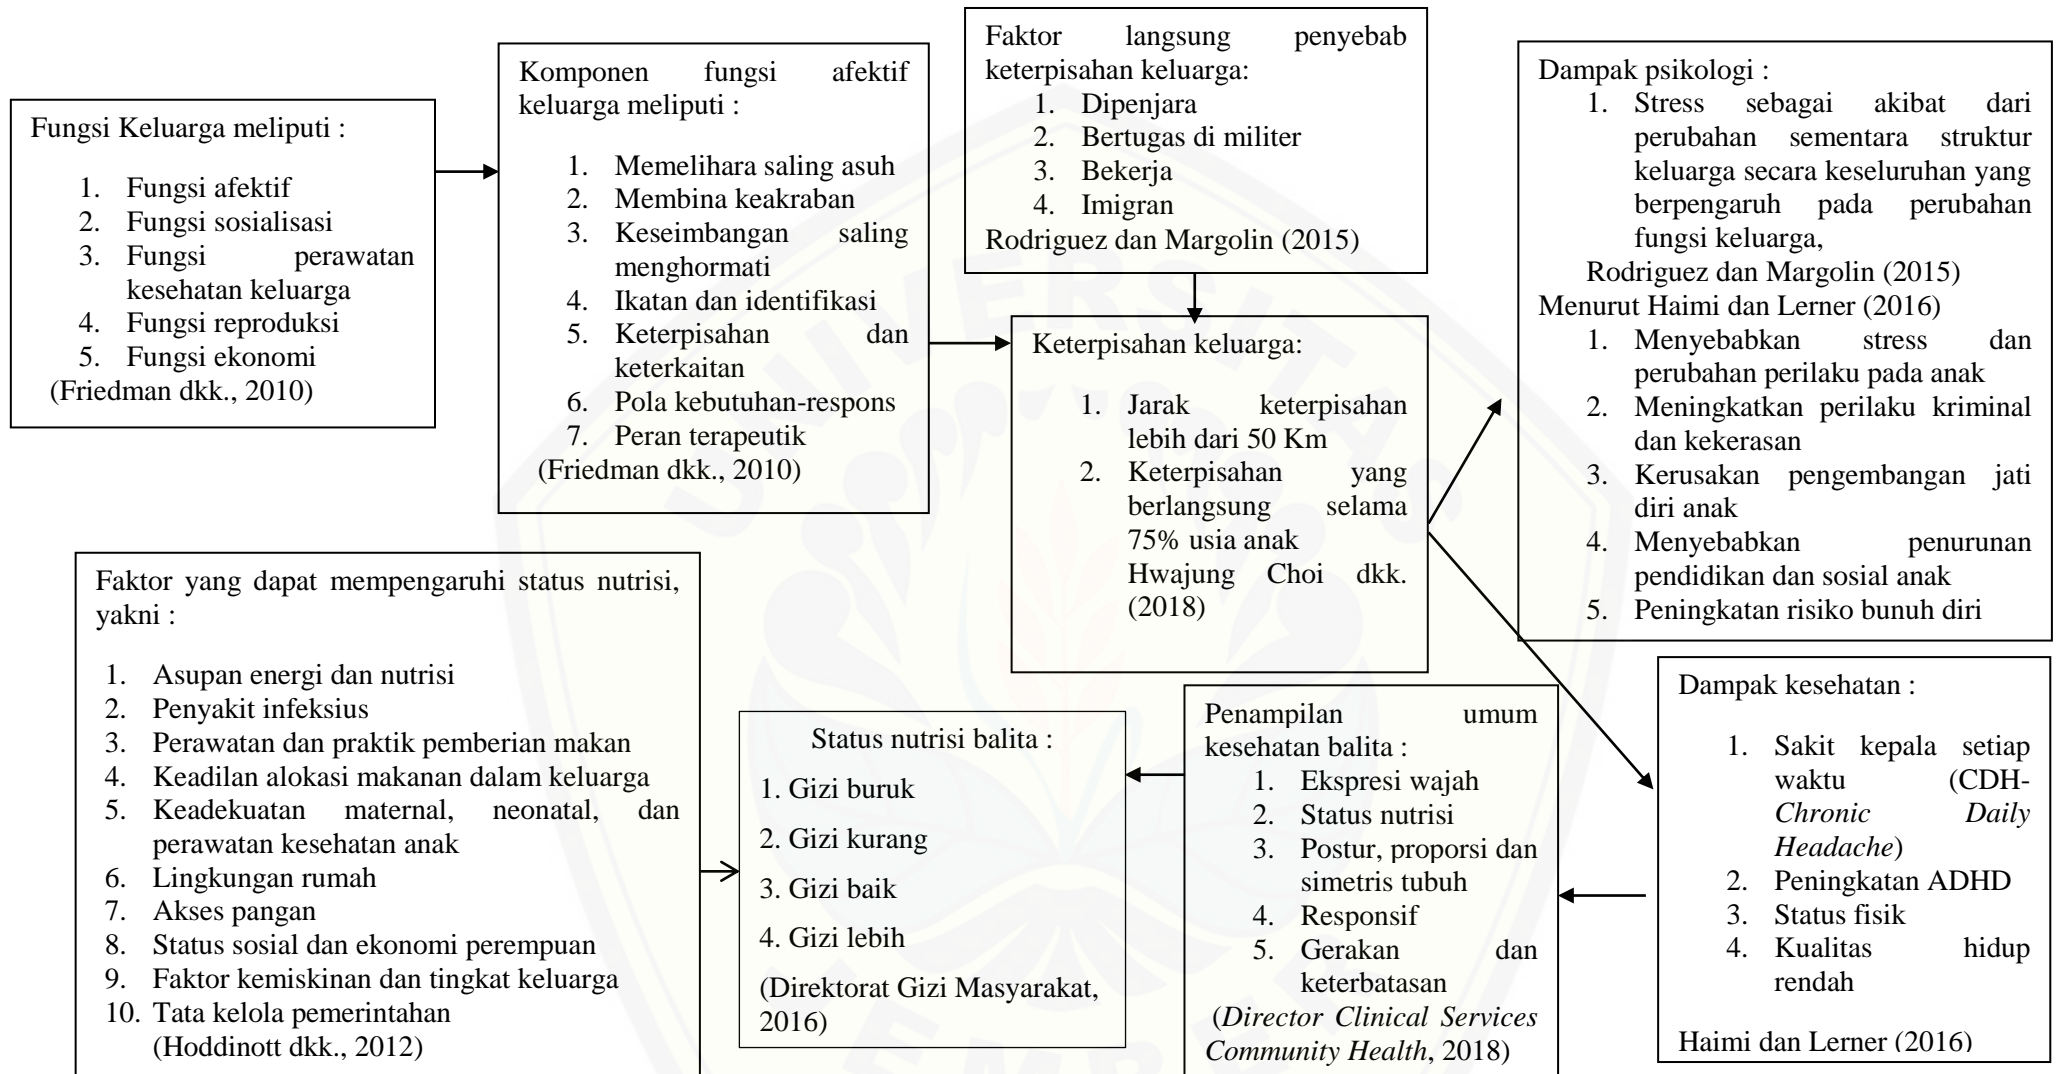 Fungsi Keluarga meliputi :
1. Fungsi afektif
2. Fungsi sosialisasi
3. Fungsi perawatan
kesehatan keluarga
4. Fungsi reproduksi
5. Fungsi ekonomi
(Friedman dkk., 2010)
Komponen fungsi afektif
keluarga meliputi :
1. Memelihara saling asuh
2. Membina keakraban
3. Keseimbangan saling
menghormati
4. Ikatan dan identifikasi
5. Keterpisahan dan
keterkaitan
6. Pola kebutuhan-respons
7. Peran terapeutik
(Friedman dkk., 2010)
Faktor langsung penyebab
keterpisahan keluarga:
1. Dipenjara
2. Bertugas di militer
3. Bekerja
4. Imigran
Rodriguez dan Margolin (2015)
Keterpisahan keluarga:
1. Jarak keterpisahan
lebih dari 50 Km
2. Keterpisahan yang
berlangsung selama
75% usia anak
Hwajung Choi dkk.
(2018)
Dampak psikologi :
1. Stress sebagai akibat dari
perubahan sementara struktur
keluarga secara keseluruhan yang
berpengaruh pada perubahan
fungsi keluarga,
Rodriguez dan Margolin (2015)
Menurut Haimi dan Lerner (2016)
1. Menyebabkan stress dan
perubahan perilaku pada anak
2. Meningkatkan perilaku kriminal
dan kekerasan
3. Kerusakan pengembangan jati
diri anak
4. Menyebabkan penurunan
pendidikan dan sosial anak
5. Peningkatan risiko bunuh diri
Faktor yang dapat mempengaruhi status nutrisi,
yakni :
1. Asupan energi dan nutrisi
2. Penyakit infeksius
3. Perawatan dan praktik pemberian makan
4. Keadilan alokasi makanan dalam keluarga
5. Keadekuatan maternal, neonatal, dan
perawatan kesehatan anak
6. Lingkungan rumah
7. Akses pangan
8. Status sosial dan ekonomi perempuan
9. Faktor kemiskinan dan tingkat keluarga
10. Tata kelola pemerintahan
(Hoddinott dkk., 2012)
Status nutrisi balita :
1. Gizi buruk
2. Gizi kurang
3. Gizi baik
4. Gizi lebih
(Direktorat Gizi Masyarakat,
2016)
Penampilan umum
kesehatan balita :
1. Ekspresi wajah
2. Status nutrisi
3. Postur, proporsi dan
simetris tubuh
4. Responsif
5. Gerakan dan
keterbatasan
(Director Clinical Services
Community Health, 2018)
Dampak kesehatan :
1. Sakit kepala setiap
waktu (CDH-
Chronic Daily
Headache)
2. Peningkatan ADHD
3. Status fisik
4. Kualitas hidup
rendah
Haimi dan Lerner (2016)
UNIVERSITAS